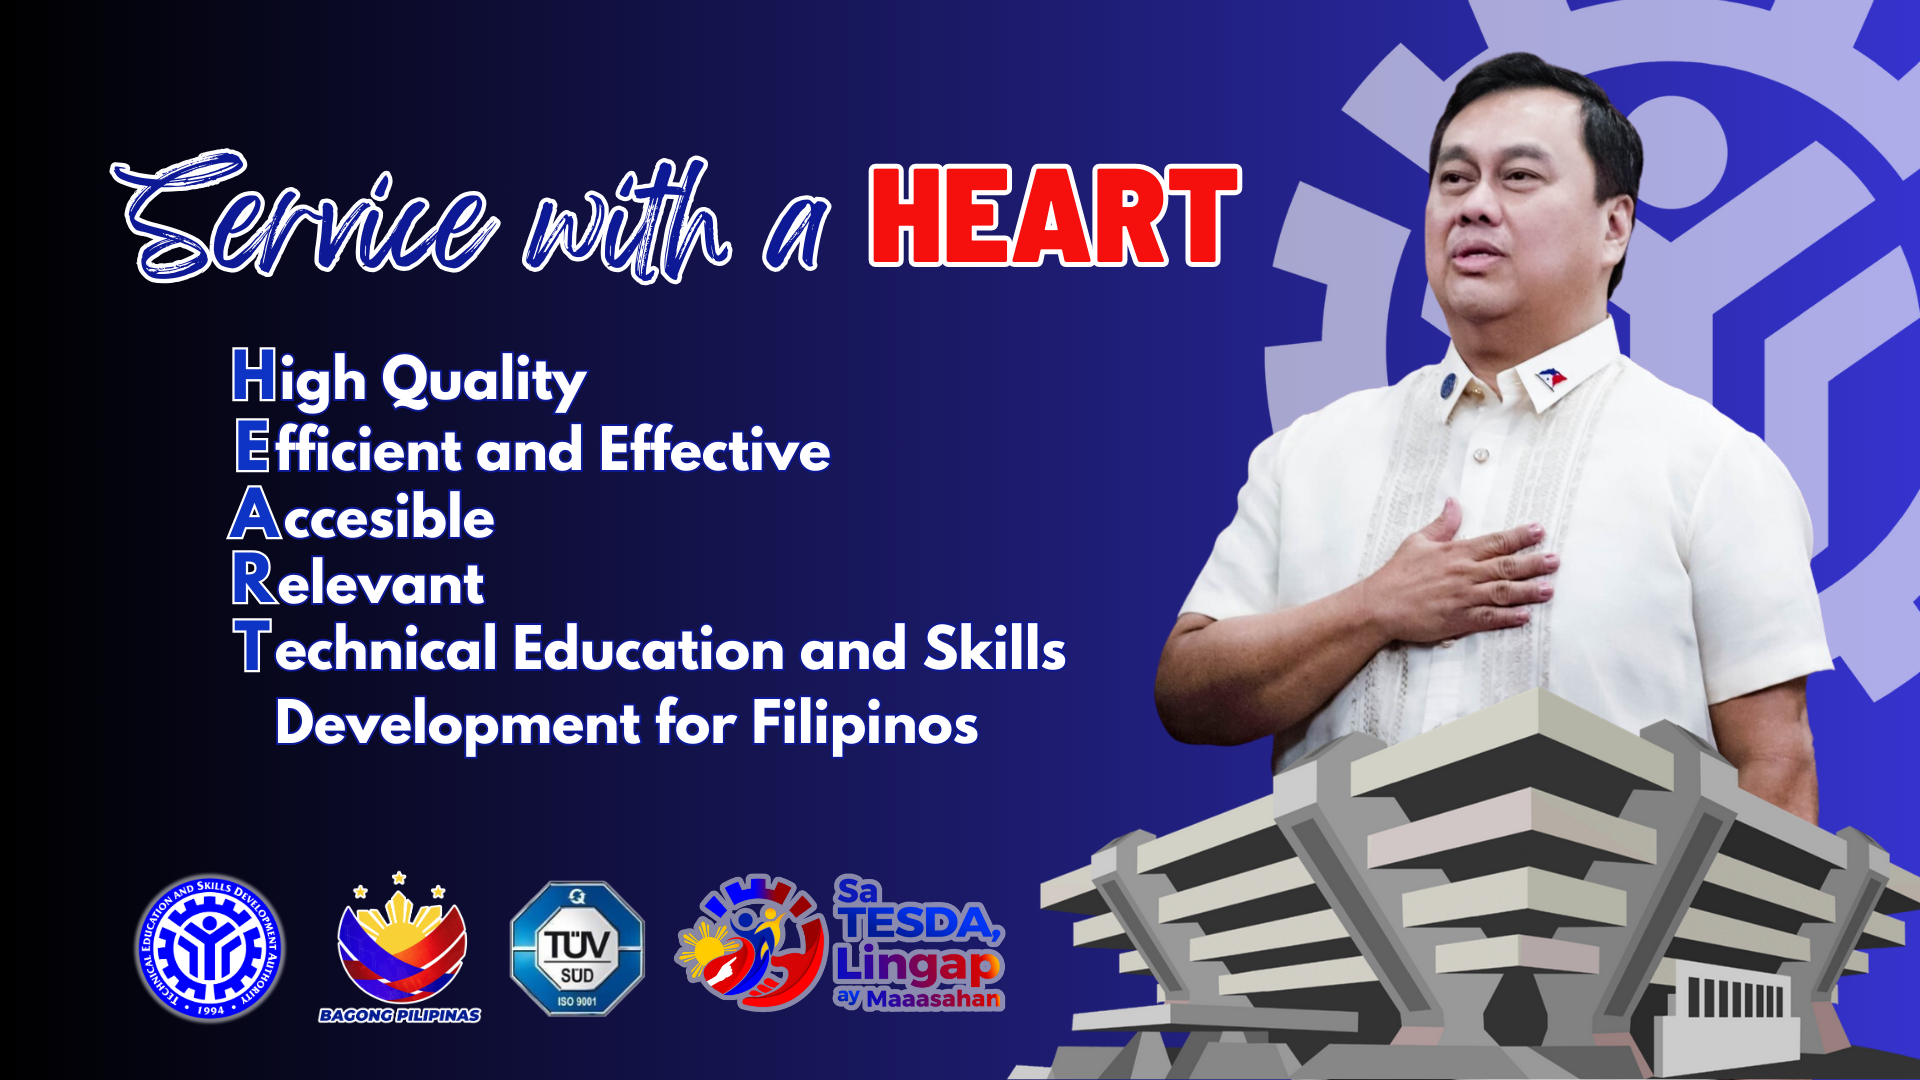 Service with a HEART
High Quality
Efficient and Effective
Accesible
Relevant
Technical Education and Skills
Development for Filipinos
TECHNICAL EDUCATION AND SKILLS DEVELOPMENT AUTHORITY
• 1994 •
BAGONG PILIPINAS
TÜV
SÜD
ISO 9001
Sa
TESDA,
Lingap
ay Maaasahan